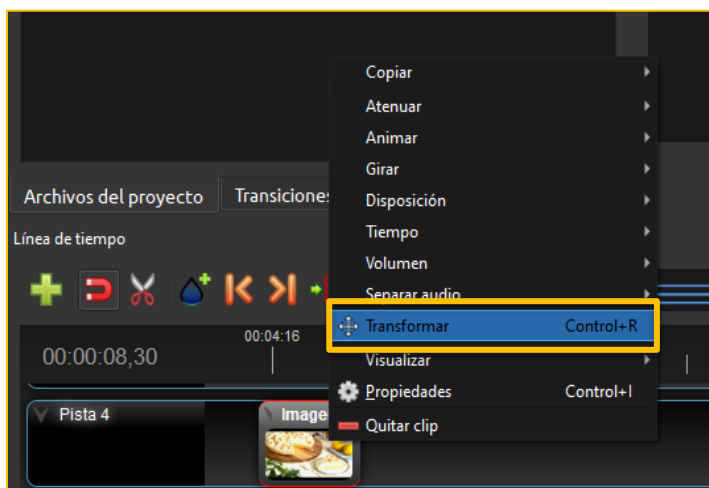 Copiar
Atenuar
Animar
Girar
Disposición
Tiempo
Volumen
Separar audio
Transformar Control+R
Visualizar
Propiedades Control+I
Quitar clip
Archivos del proyecto
Transiciones
Línea de tiempo
00:04:16
00:00:08,30
Pista 4
Image